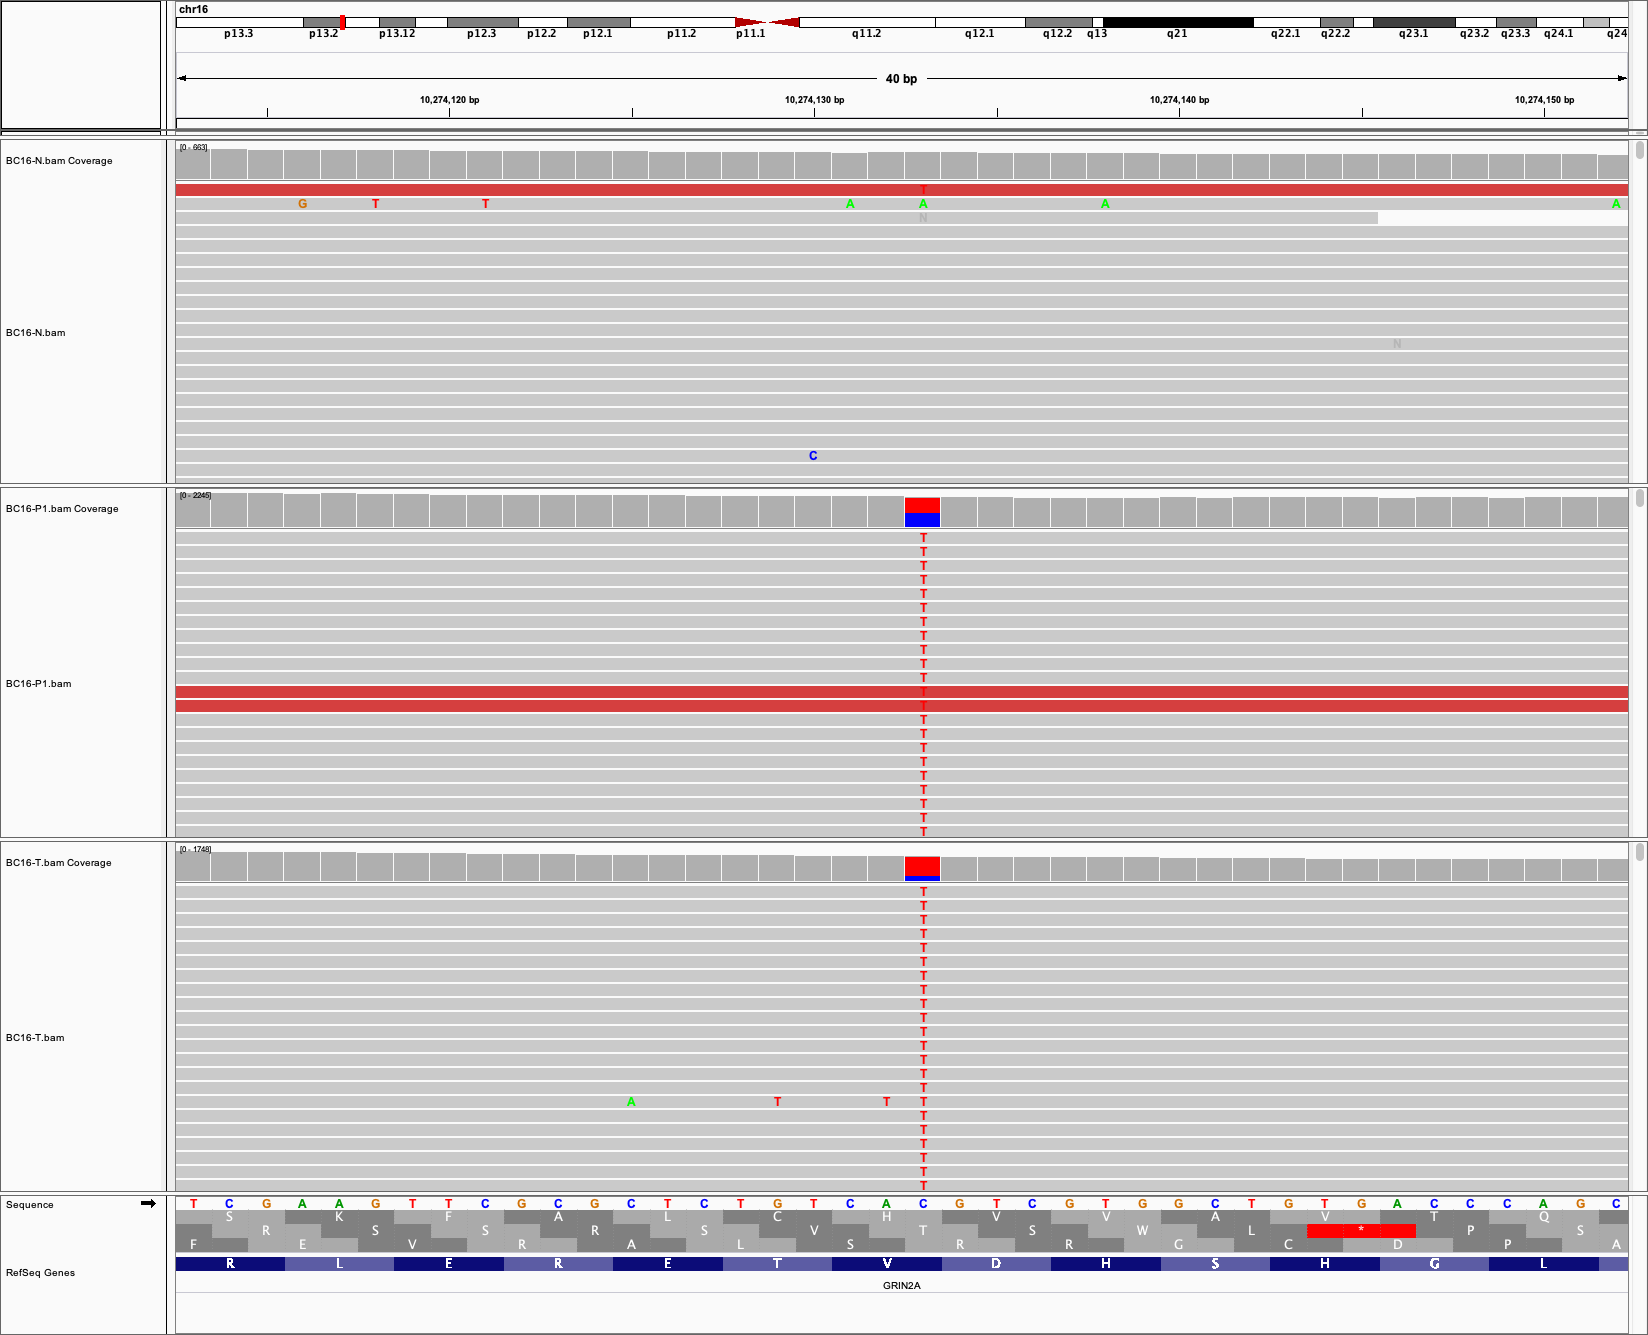 chr16
p13.3 p13.2 p13.12 p12.3 p12.2 p12.1 p11.2 p11.1 q11.2 q12.1 q12.2 q13 q21 q22.1 q22.2 q23.1 q23.2 q23.3 q24.1 q24
40 bp
10,274,120 bp 10,274,130 bp 10,274,140 bp 10,274,150 bp
[0 - 663]
BC16-N.bam Coverage
T
G T T A A A A
N
BC16-N.bam
N
C
[0 - 2245]
BC16-P1.bam Coverage
T
T
T
T
T
T
T
T
T
T
T
BC16-P1.bam
T
T
T
T
T
T
T
T
T
T
T
[0 - 1748]
BC16-T.bam Coverage
T
T
T
T
T
T
T
T
T
T
T
BC16-T.bam
T
T
T
T
A T T T
T
T
T
T
T
T
Sequence T C G A A G T T C G C G C T C T G T C A C G T C G T G G C T G T G A C C C A G C
S K F A L C H V V A V T Q
R S S R S V T S W L * P S
F E V R A L S R R G C D P A
RefSeq Genes R L E R E T V D H S H G L
GRIN2A